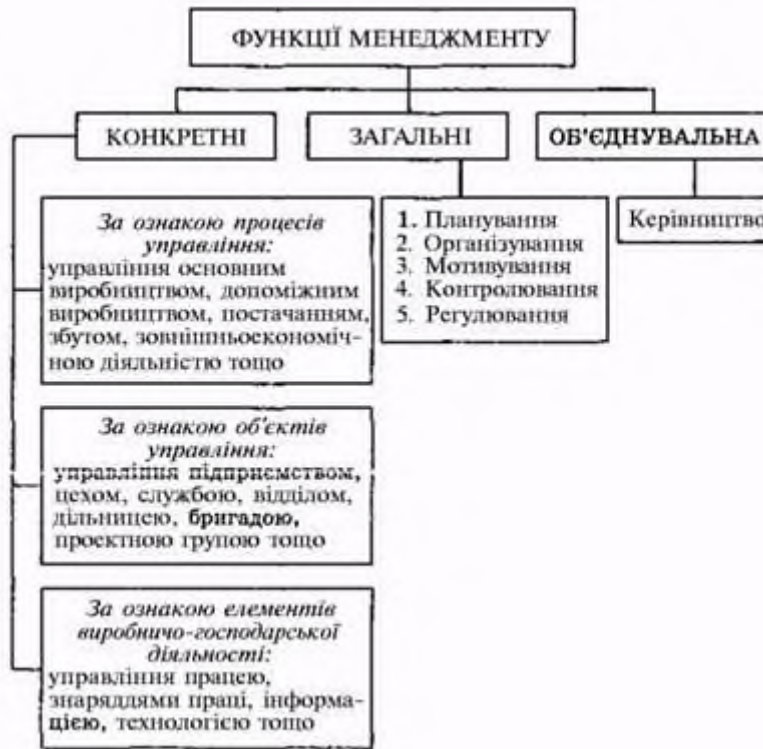 ФУНКЦІЇ МЕНЕДЖМЕНТУ
КОНКРЕТНІ
ЗАГАЛЬНІ
ОБ'ЄДНУВАЛЬНА
За ознакою процесів
управління:
управління основним
виробництвом, допоміжним
виробництвом, постачанням,
збутом, зовнішньоекономіч-
ною діяльністю тощо
1. Планування
2. Організування
3. Мотивування
4. Контролювання
5. Регулювання
Керівництво
За ознакою об'єктів
управління:
управління підприємством,
цехом, службою, відділом,
дільницею, бригадою,
проектною групою тощо
За ознакою елементів
виробничо-господарської
діяльності:
управління працею,
знаряддями праці, інформа-
цією, технологією тощо